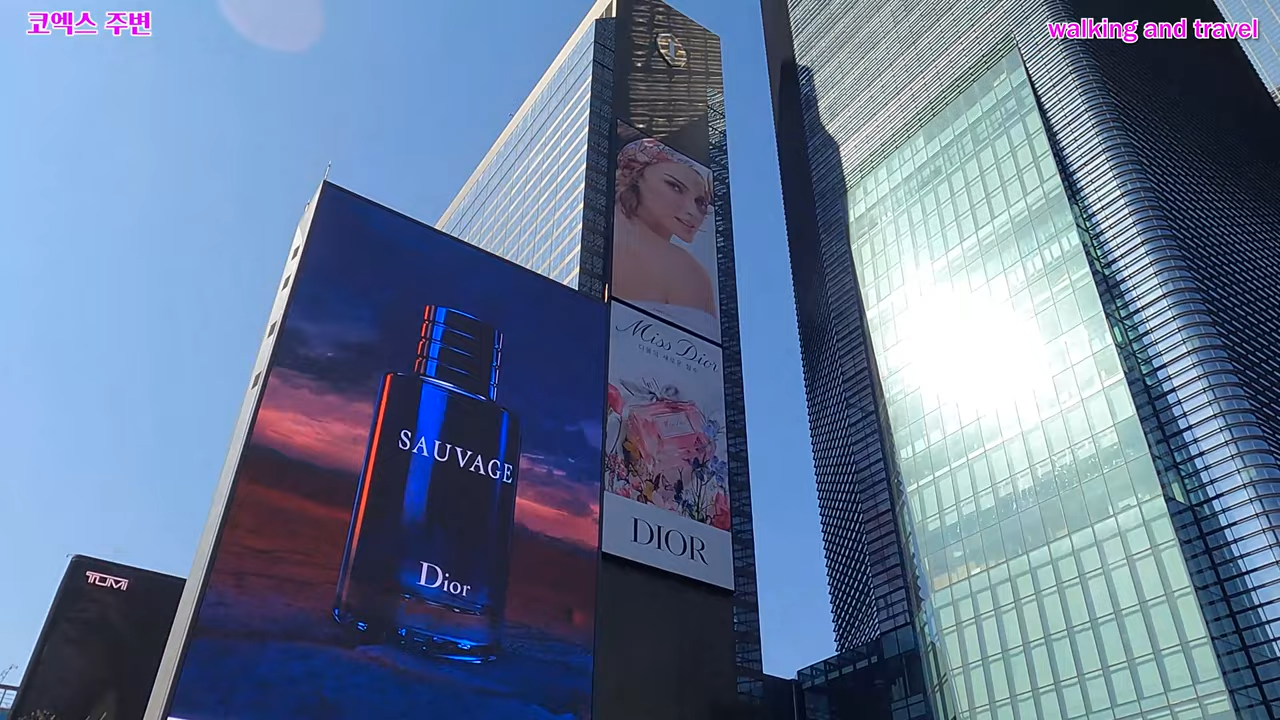 코엑스 주변
walking and travel
Miss Dior
SAUVAGE
Dior
DIOR
TUMI